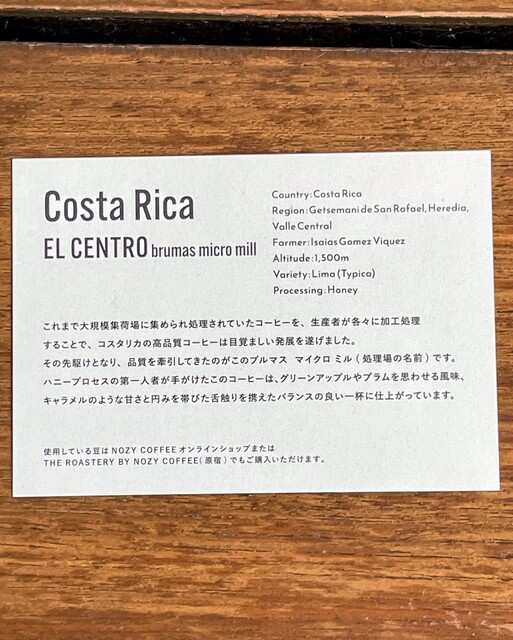 Costa Rica
EL CENTRO brumas micro mill
Country: Costa Rica
Region: Getsemani de San Rafael, Heredia,
Valle Central
Farmer: Isaias Gomez Viquez
Altitude: 1,500m
Variety: Lima (Typica)
Processing: Honey
これまで大規模集荷場に集められ処理されていたコーヒーを、生産者が各々に加工処理
することで、コスタリカの高品質コーヒーは目覚ましい発展を遂げました。
その先駆けとなり、品質を牽引してきたのがこのブルマス マイクロ ミル(処理場の名前)です。
ハニープロセスの第一人者が手がけたこのコーヒーは、グリーンアップルやプラムを思わせる風味、
キャラメルのような甘さと円みを帯びた舌触りを携えたバランスの良い一杯に仕上がっています。
使用している豆は NOZY COFFEE オンラインショップまたは
THE ROASTERY BY NOZY COFFEE(原宿)でもご購入いただけます。